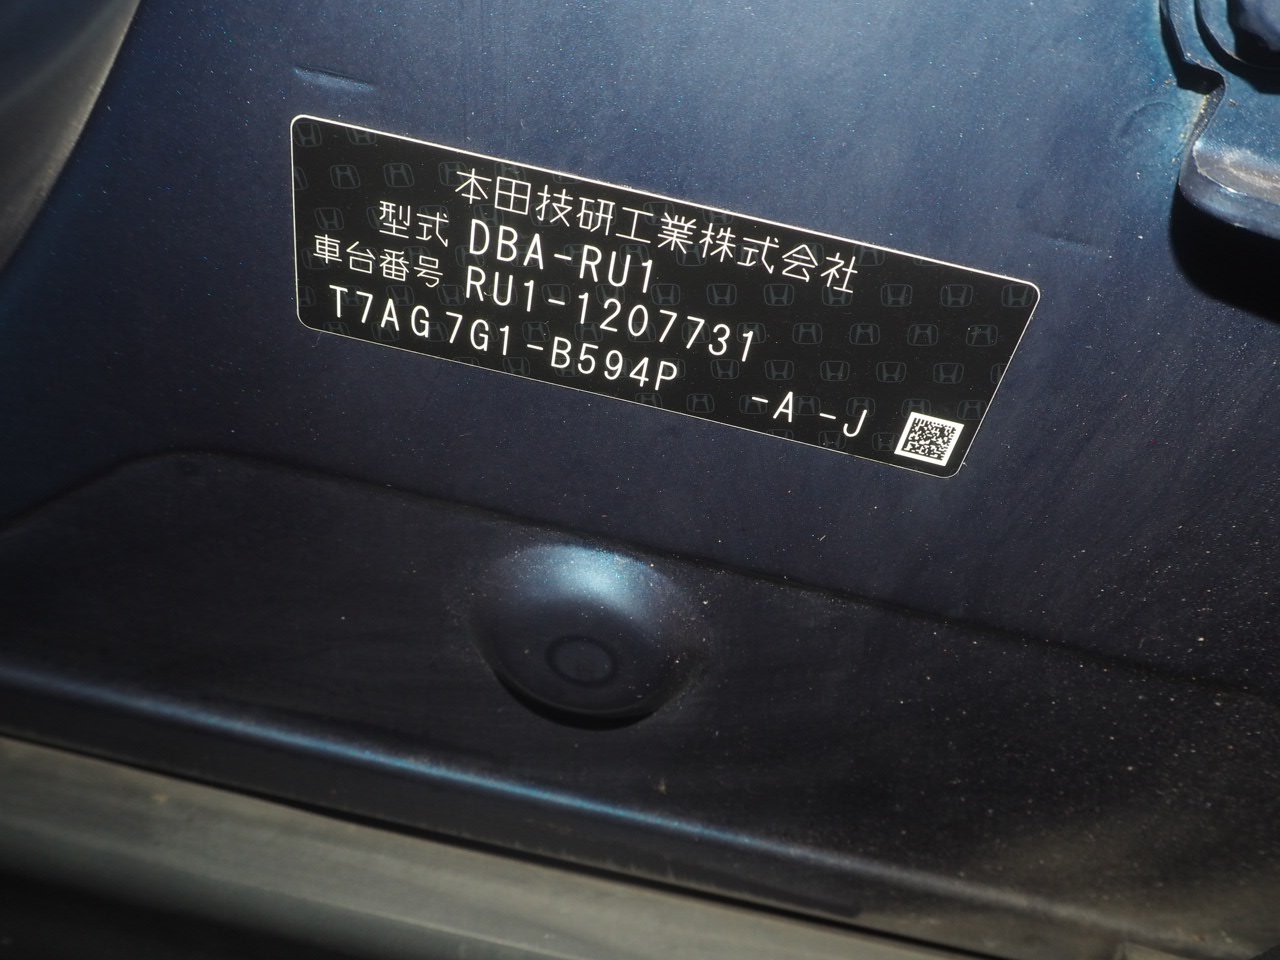 本田技研工業株式会社
型式 DBA-RU1
車台番号 RU1-1207731
T7AG7G1-B594P
-A -J